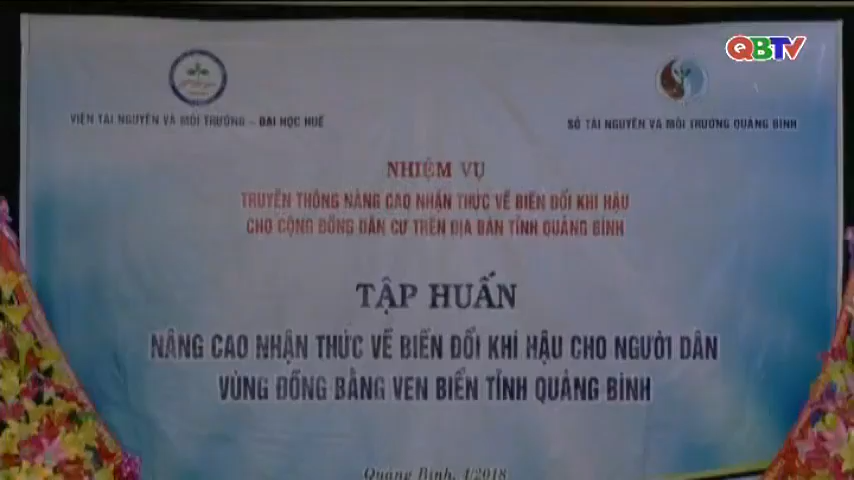 QBTV
VIỆN TÀI NGUYÊN VÀ MÔI TRƯỜNG - ĐẠI HỌC HUẾ
SỞ TÀI NGUYÊN VÀ MÔI TRƯỜNG QUẢNG BÌNH
NHIỆM VỤ
TRUYỀN THÔNG NÂNG CAO NHẬN THỨC VỀ BIẾN ĐỔI KHÍ HẬU
CHO CỘNG ĐỒNG DÂN CƯ TRÊN ĐỊA BÀN TỈNH QUẢNG BÌNH
TẬP HUẤN
NÂNG CAO NHẬN THỨC VỀ BIẾN ĐỔI KHÍ HẬU CHO NGƯỜI DÂN
VÙNG ĐỒNG BẰNG VEN BIỂN TỈNH QUẢNG BÌNH
Quảng Bình, 4/2018